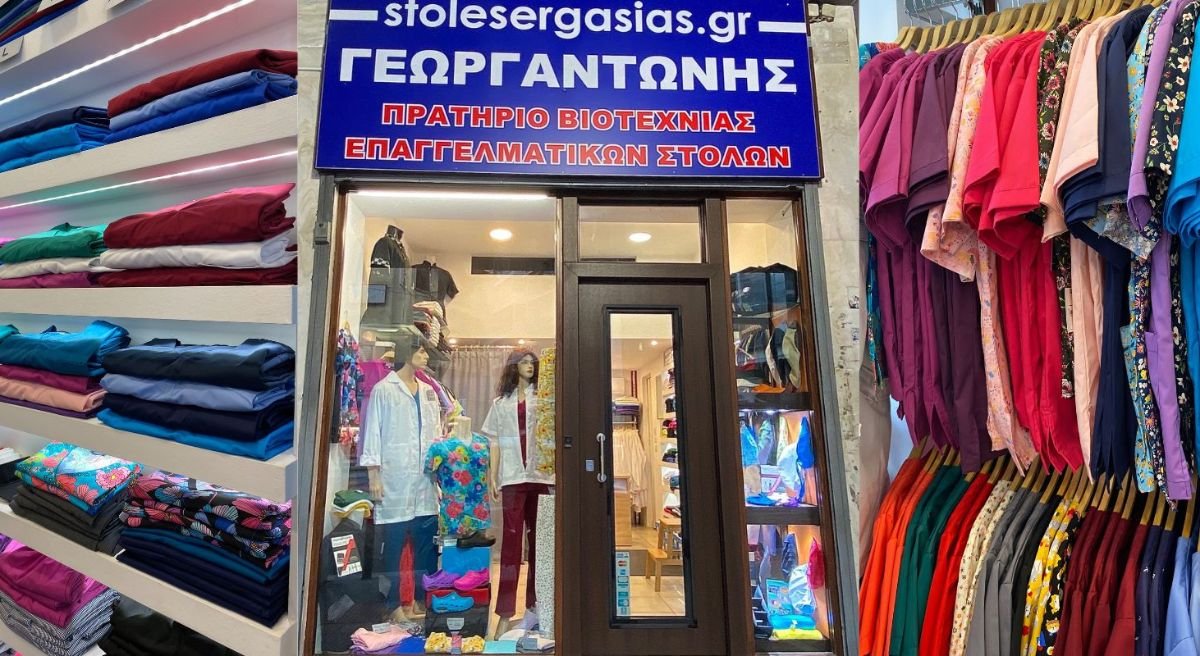 stolesergasias.gr
ΓΕΩΡΓΑΝΤΩΝΗΣ
ΠΡΑΤΗΡΙΟ ΒΙΟΤΕΧΝΙΑΣ
ΕΠΑΓΓΕΛΜΑΤΙΚΩΝ ΣΤΟΛΩΝ
L